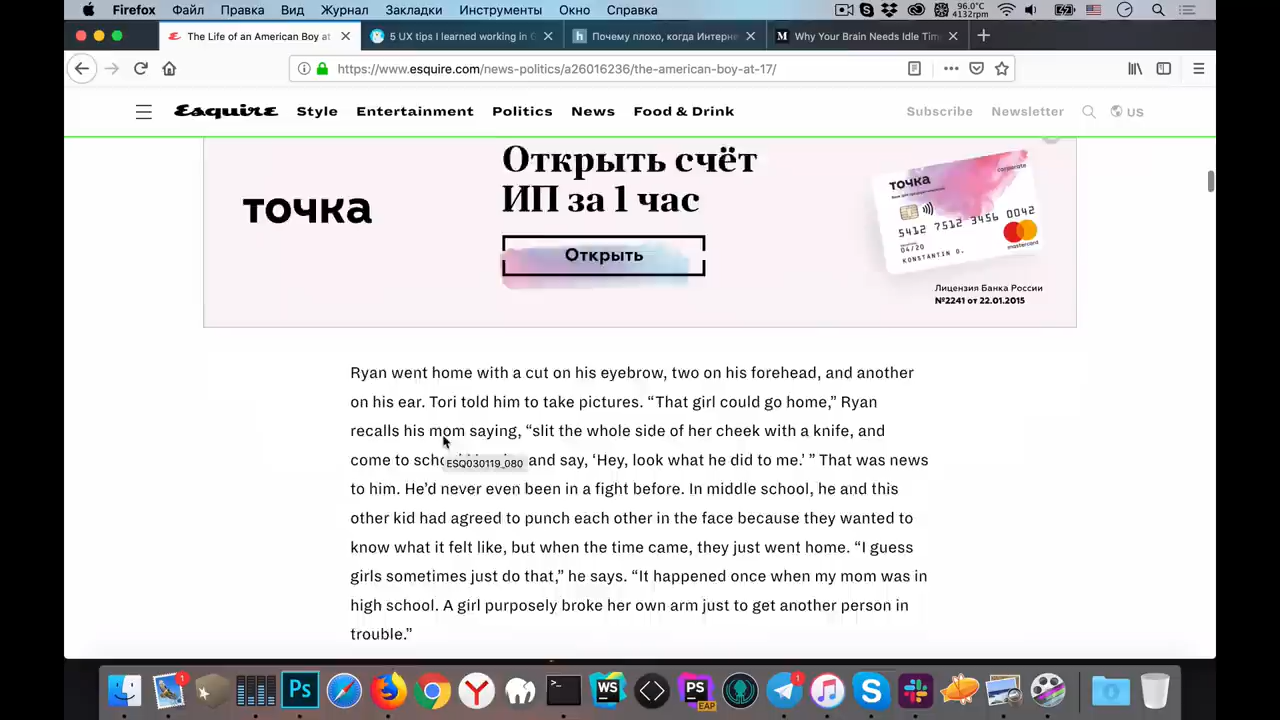 Firefox Файл Правка Вид Журнал Закладки Инструменты Окно Справка 96.0°C 4132rpm
The Life of an American Boy at 5 UX tips I learned working in G Почему плохо, когда Интерне Why Your Brain Needs Idle Tim
https://www.esquire.com/news-politics/a26016236/the-american-boy-at-17/
Esquire Style Entertainment Politics News Food & Drink Subscribe Newsletter US
Открыть счёт
ИП за 1 час
точка
Открыть
точка
corporate
5412 7512 3456 0042
04/20
KONSTANTIN O.
mastercard
Лицензия Банка России
№2241 от 22.01.2015
Ryan went home with a cut on his eyebrow, two on his forehead, and another
on his ear. Tori told him to take pictures. “That girl could go home,” Ryan
recalls his mom saying, “slit the whole side of her cheek with a knife, and
come to and say, ‘Hey, look what he did to me.’ ” That was news
ESQ030119_080
to him. He’d never even been in a fight before. In middle school, he and this
other kid had agreed to punch each other in the face because they wanted to
know what it felt like, but when the time came, they just went home. “I guess
girls sometimes just do that,” he says. “It happened once when my mom was in
high school. A girl purposely broke her own arm just to get another person in
trouble.”
1 Ps Y >_ WS PS EAP 1 S